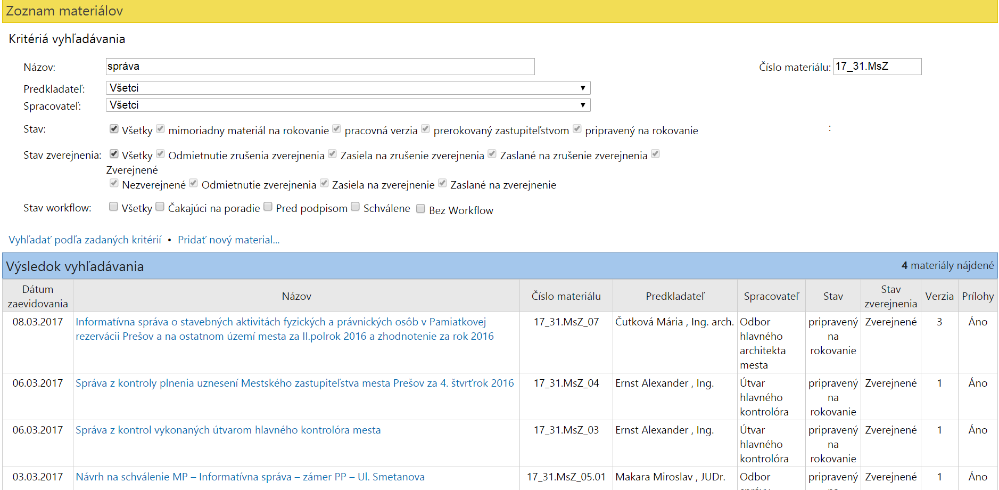 Zoznam materiálov
Kritériá vyhľadávania
Názov: správa Číslo materiálu: 17_31.MsZ
Predkladateľ: Všetci
Spracovateľ: Všetci
Stav: Všetky mimoriadny materiál na rokovanie pracovná verzia prerokovaný zastupiteľstvom pripravený na rokovanie :
Stav zverejnenia: Všetky Odmietnutie zrušenia zverejnenia Zasiela na zrušenie zverejnenia Zaslané na zrušenie zverejnenia
Zverejnené
Nezverejnené Odmietnutie zverejnenia Zasiela na zverejnenie Zaslané na zverejnenie
Stav workflow: Všetky Čakajúci na poradie Pred podpisom Schválene Bez Workflow
Vyhľadať podľa zadaných kritérií • Pridať nový material...
Výsledok vyhľadávania 4 materiály nájdené
Dátum zaevidovania Názov Číslo materiálu Predkladateľ Spracovateľ Stav Stav zverejnenia Verzia Prílohy
08.03.2017 Informatívna správa o stavebných aktivitách fyzických a právnických osôb v Pamiatkovej 17_31.MsZ_07 Čutková Mária , Ing. arch. Odbor pripravený Zverejnené 3 Áno
rezervácii Prešov a na ostatnom území mesta za II.polrok 2016 a zhodnotenie za rok 2016 hlavného na
architekta rokovanie
mesta
06.03.2017 Správa z kontroly plnenia uznesení Mestského zastupiteľstva mesta Prešov za 4. štvrťrok 2016 17_31.MsZ_04 Ernst Alexander , Ing. Útvar pripravený Zverejnené 1 Áno
hlavného na
kontrolóra rokovanie
06.03.2017 Správa z kontrol vykonaných útvarom hlavného kontrolóra mesta 17_31.MsZ_03 Ernst Alexander , Ing. Útvar pripravený Zverejnené 1 Áno
hlavného na
kontrolóra rokovanie
03.03.2017 Návrh na schválenie MP – Informatívna správa – zámer PP – Ul. Smetanova 17_31.MsZ_05.01 Makara Miroslav , JUDr. Odbor pripravený Zverejnené 1 Áno